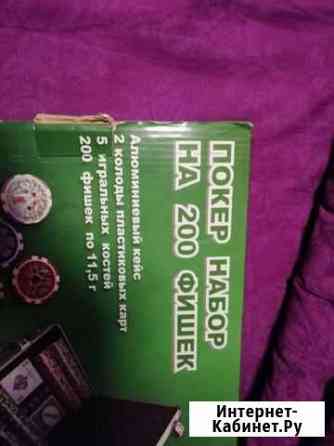 ПОКЕР НАБОР
НА 200 ФИШЕК
Алюминиевый кейс
2 колоды пластиковых карт
5 игральных костей
200 фишек по 11,5 г
Интернет-
Кабинет.Ру